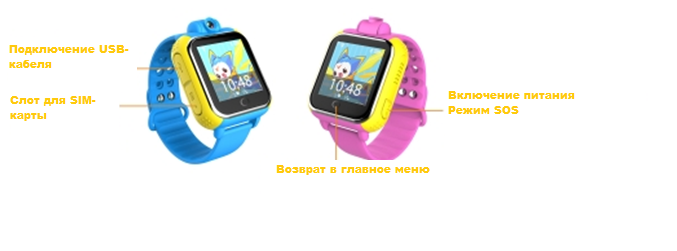 Подключение USB-
кабеля
Слот для SIM-
карты
10:48
10:48
Включение питания
Режим SOS
Возврат в главное меню